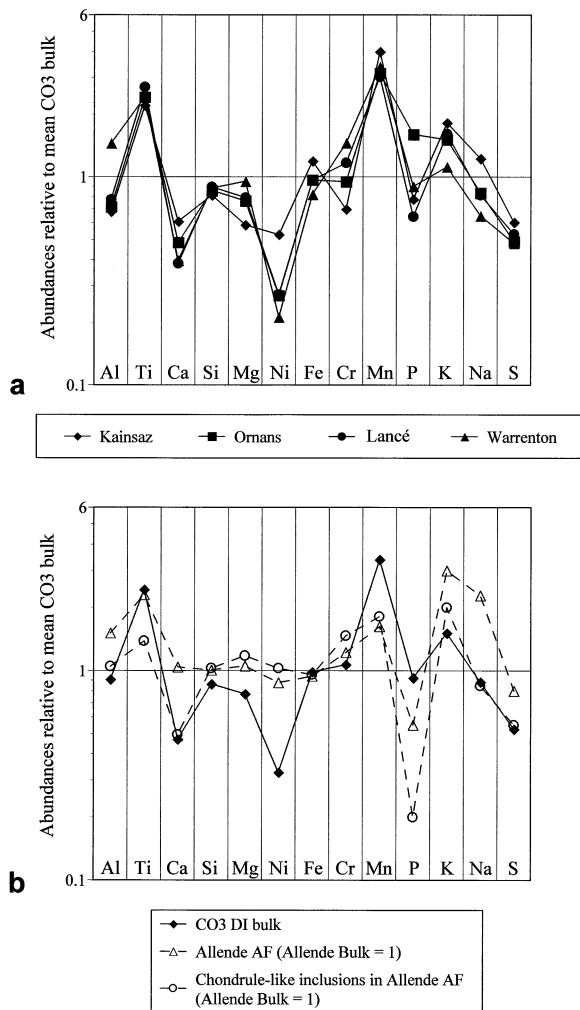 6
Abundances relative to mean CO3 bulk
1
Al Ti Ca Si Mg Ni Fe Cr Mn P K Na S
0.1
a
Kainsaz Ornans Lancé Warrenton
6
Abundances relative to mean CO3 bulk
1
Al Ti Ca Si Mg Ni Fe Cr Mn P K Na S
0.1
b
CO3 DI bulk
Allende AF (Allende Bulk = 1)
Chondrule-like inclusions in Allende AF
(Allende Bulk = 1)